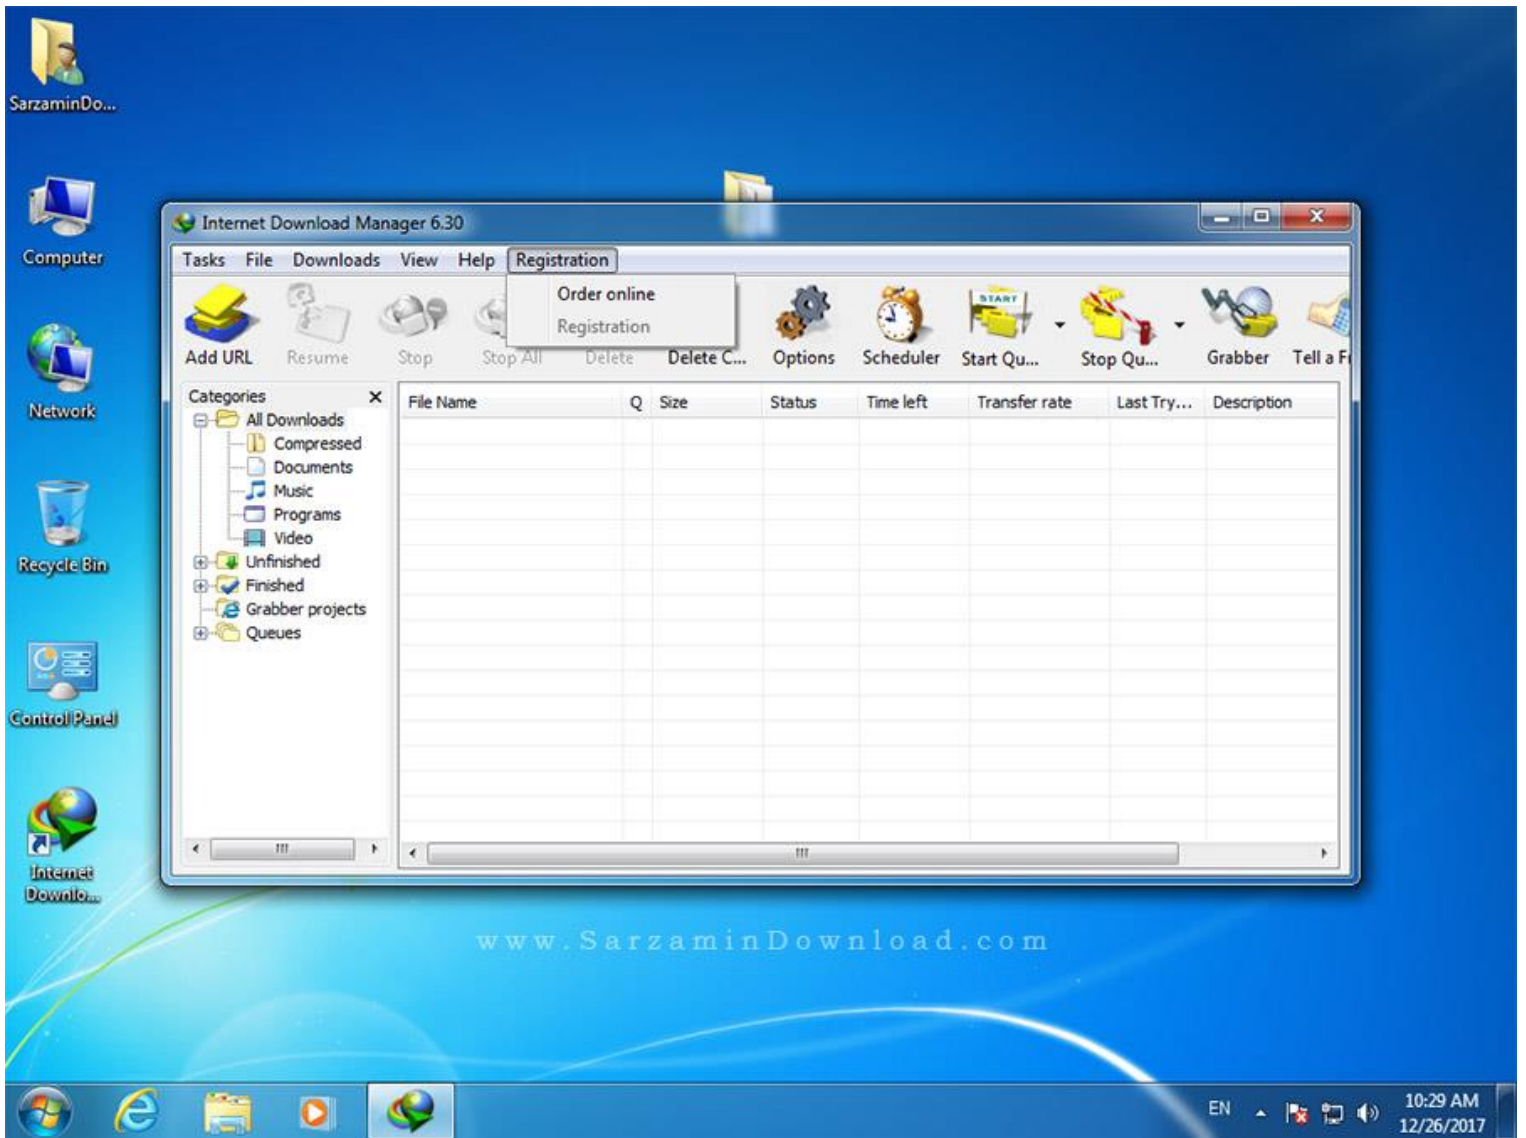 SarzaminDo...
Computer
Network
Recycle Bin
Control Panel
Internet
Downlo...
Internet Download Manager 6.30
Tasks File Downloads View Help Registration
Order online
Registration
START
Add URL Resume Stop Stop All Delete Delete C... Options Scheduler Start Qu... Stop Qu... Grabber Tell a Fr
Categories
All Downloads
Compressed
Documents
Music
Programs
Video
Unfinished
Finished
Grabber projects
Queues
File Name Q Size Status Time left Transfer rate Last Try... Description
www.SarzaminDownload.com
EN
10:29 AM
12/26/2017